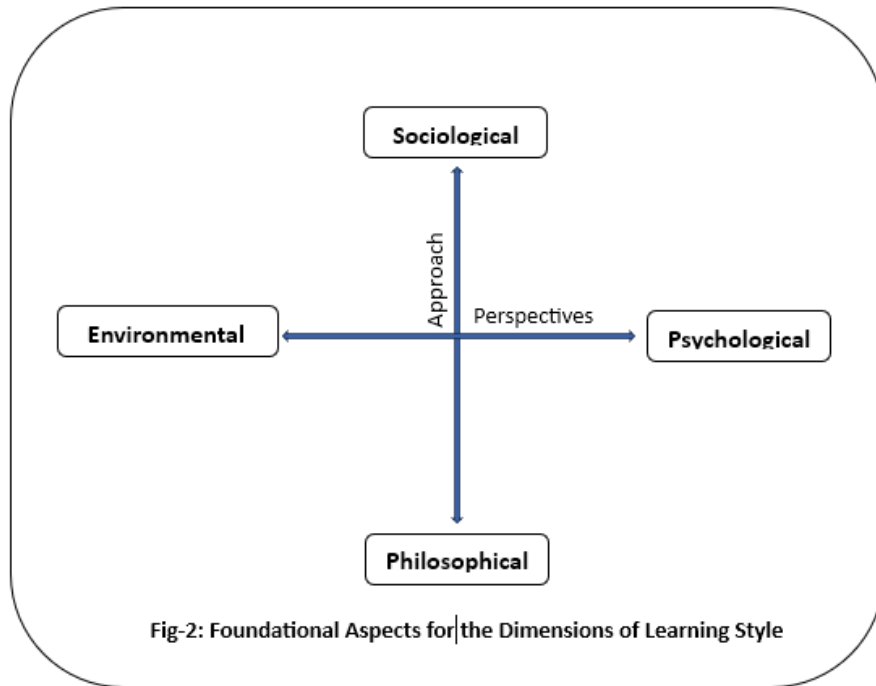 Sociological
Approach
Perspectives
Environmental
Psychological
Philosophical
Fig-2: Foundational Aspects for the Dimensions of Learning Style